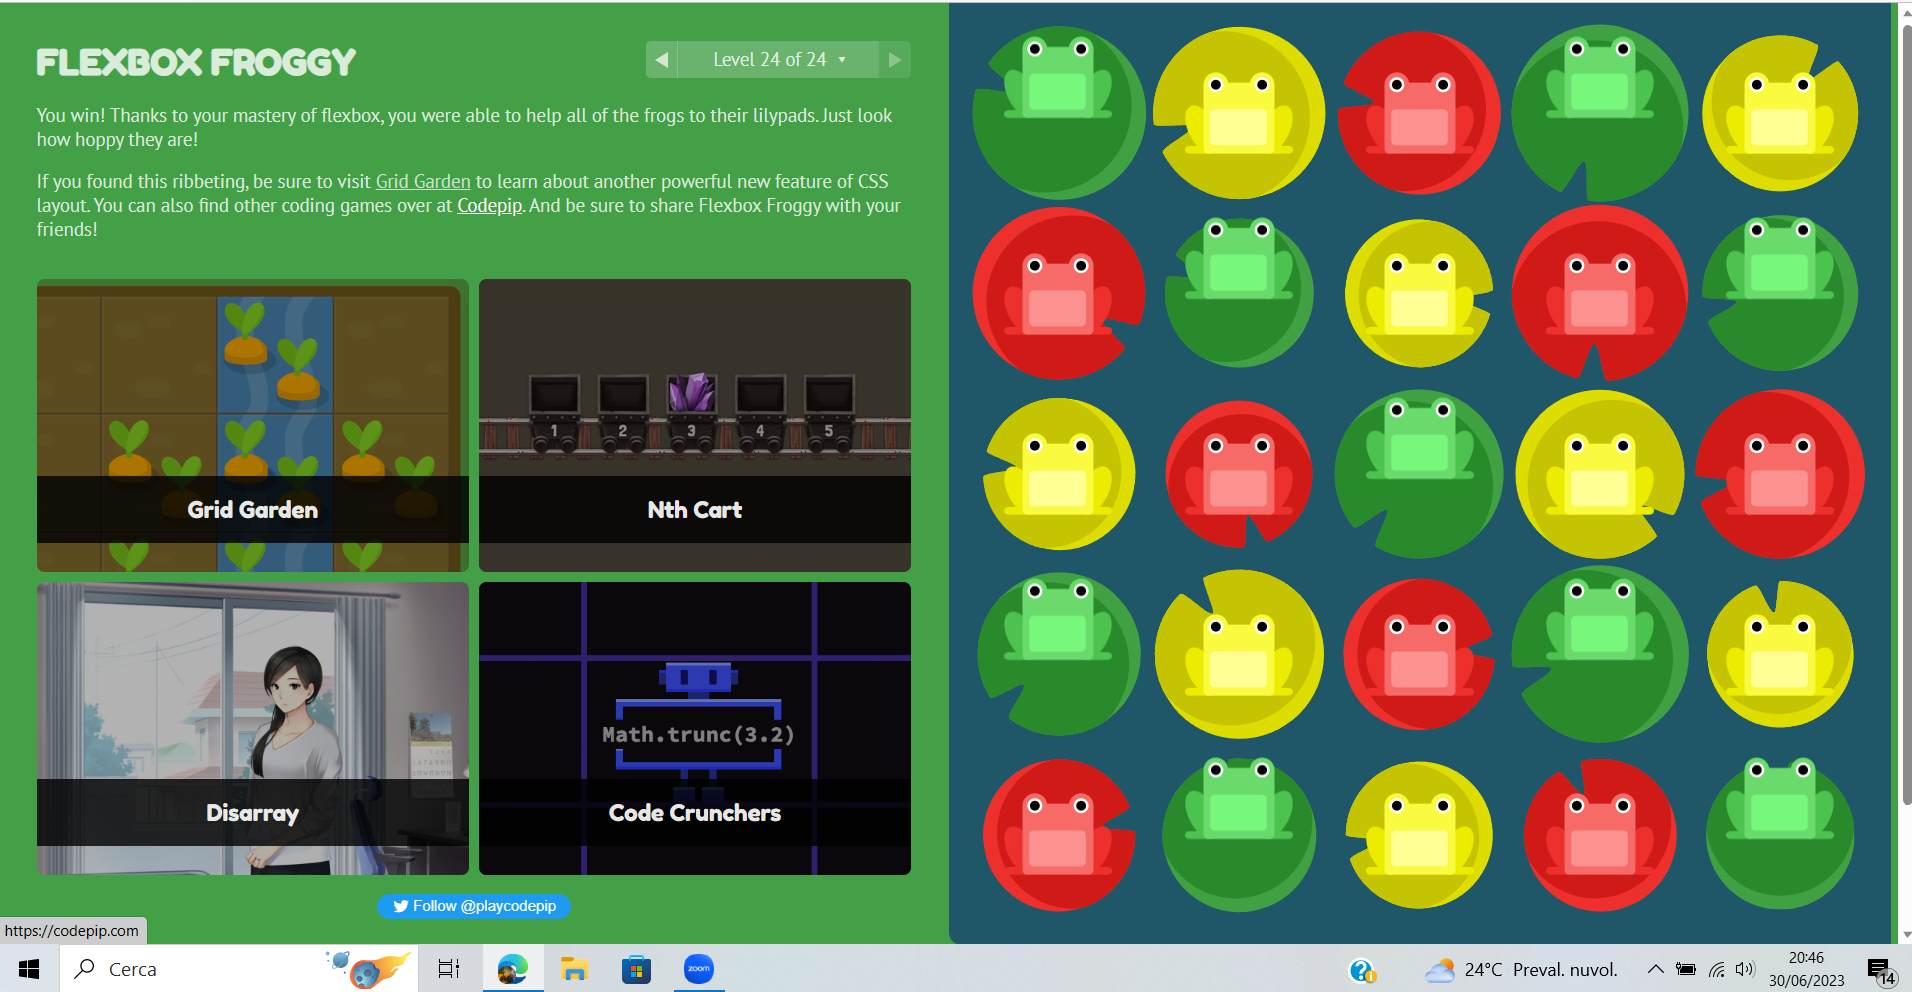 FLEXBOX FROGGY
Level 24 of 24
You win! Thanks to your mastery of flexbox, you were able to help all of the frogs to their lilypads. Just look
how hoppy they are!
If you found this ribbeting, be sure to visit Grid Garden to learn about another powerful new feature of CSS
layout. You can also find other coding games over at Codepip. And be sure to share Flexbox Froggy with your
friends!
Grid Garden
1 2 3 4 5
Nth Cart
Disarray
Math.trunc(3.2)
Code Crunchers
Follow @playcodepip
https://codepip.com
Cerca
zoom
24°C Preval. nuvol.
20:46
30/06/2023
14